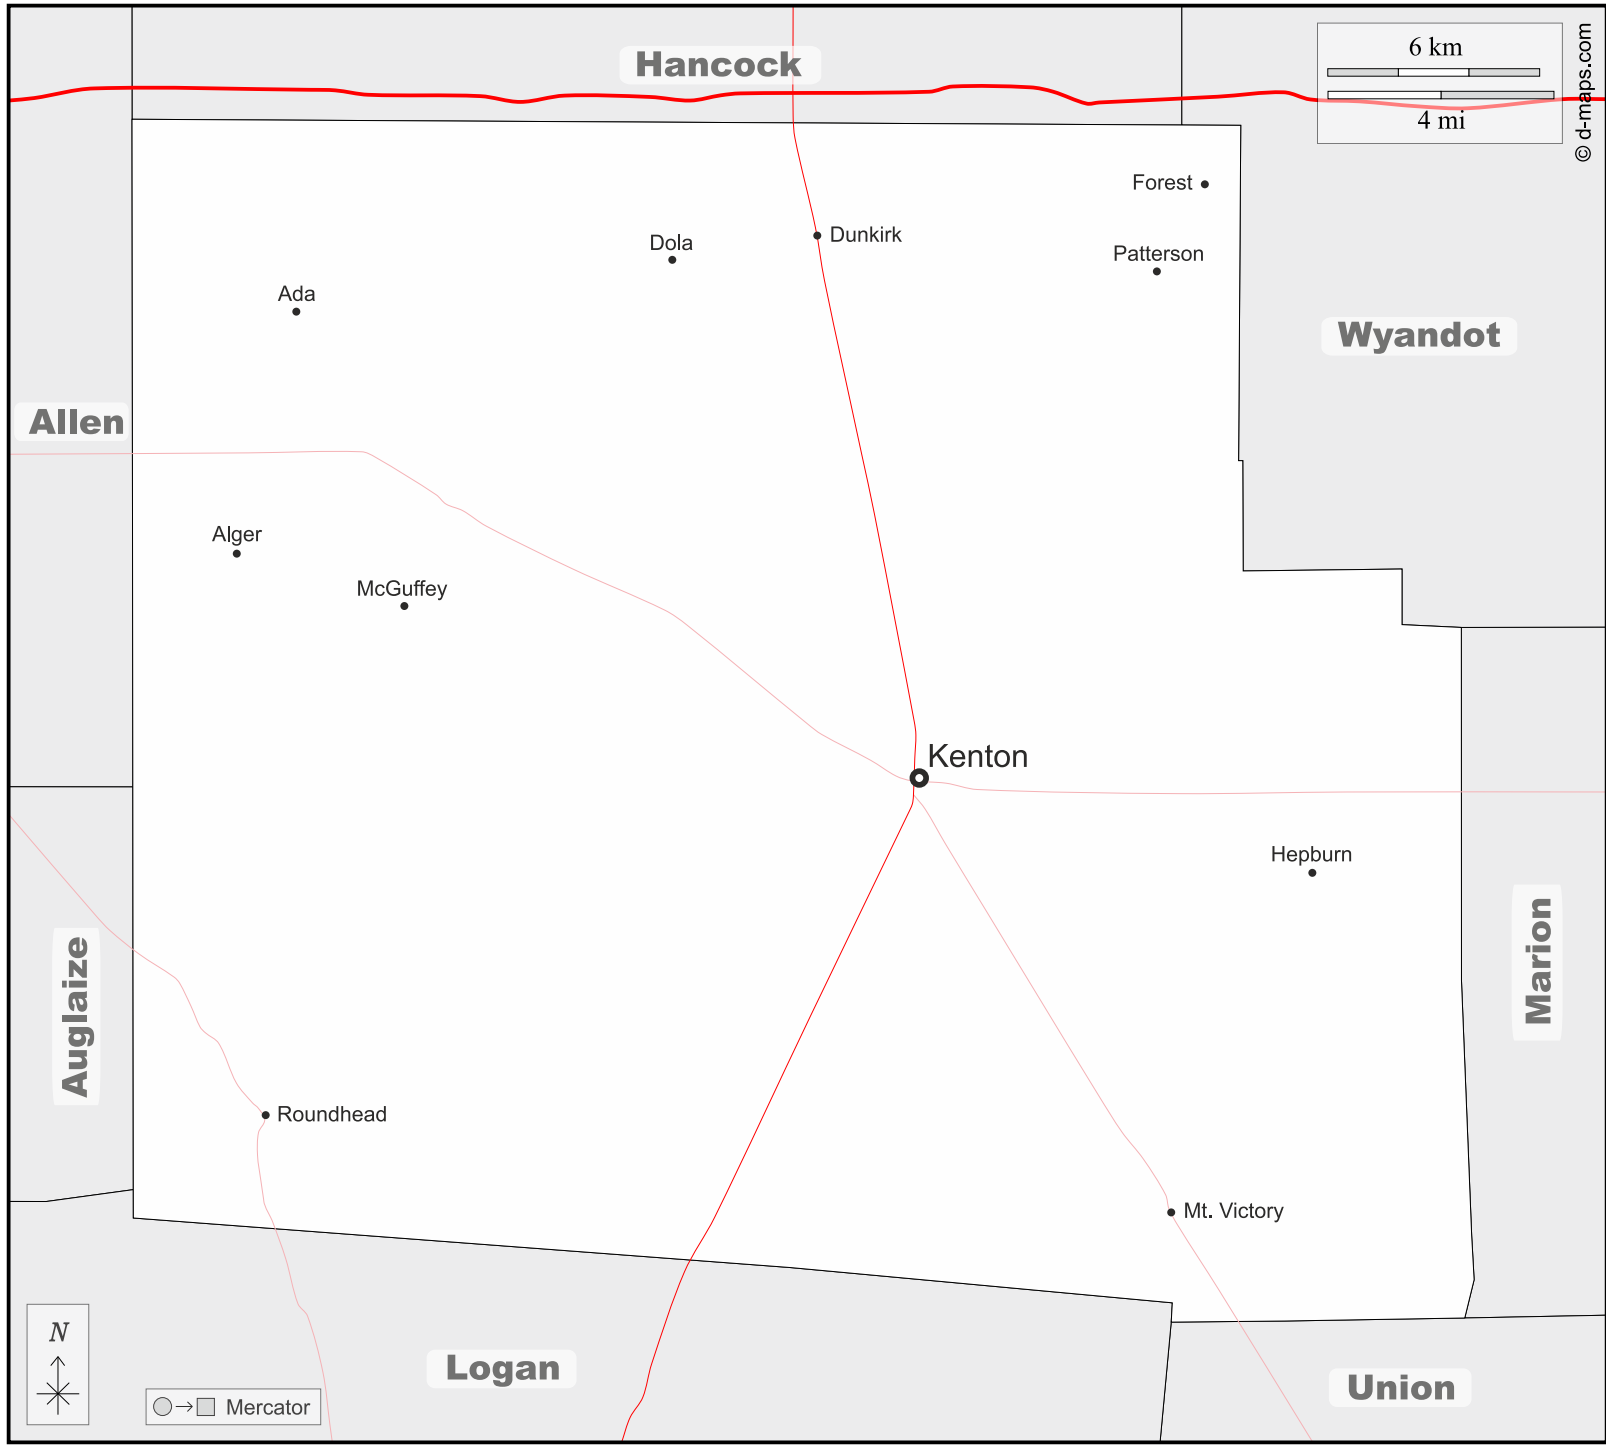 Hancock
6 km
4 mi
© d-maps.com
Forest
Dunkirk
Dola
Patterson
Ada
Wyandot
Allen
Alger
McGuffey
Kenton
Hepburn
Marion
Auglaize
Roundhead
Mt. Victory
N
Logan
Union
Mercator